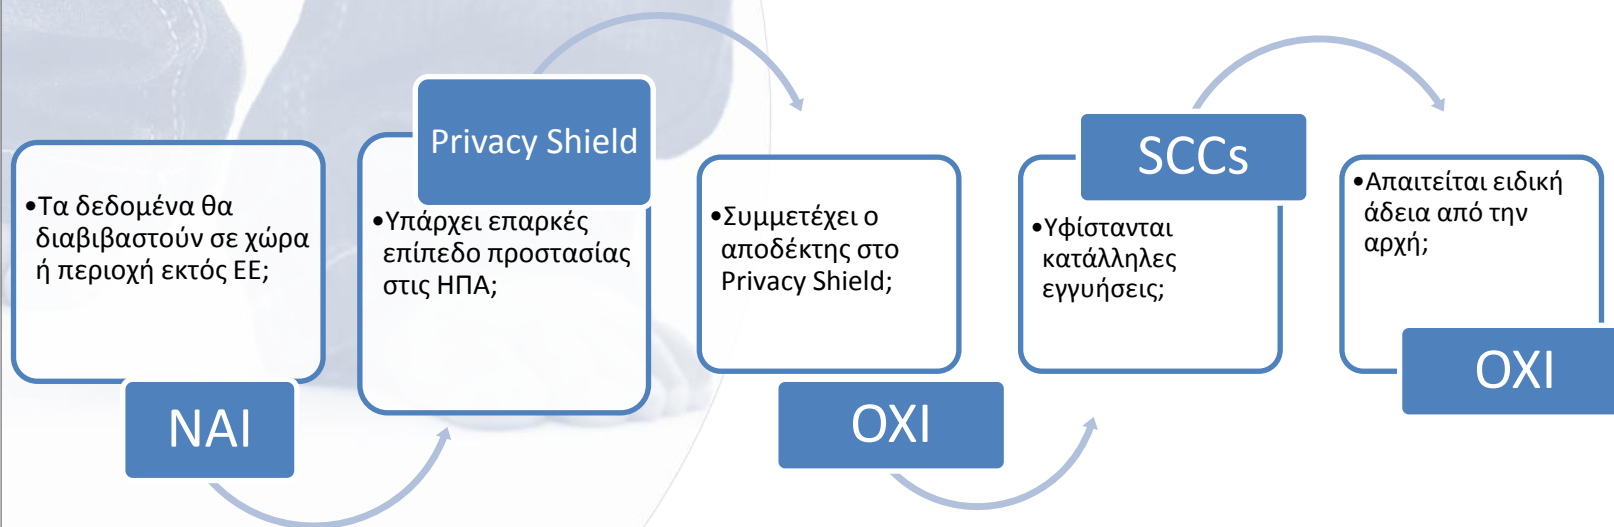 •Τα δεδομένα θα
διαβιβαστούν σε χώρα
ή περιοχή εκτός ΕΕ;
ΝΑΙ
Privacy Shield
•Υπάρχει επαρκές
επίπεδο προστασίας
στις ΗΠΑ;
•Συμμετέχει ο
αποδέκτης στο
Privacy Shield;
ΟΧΙ
SCCs
•Υφίστανται
κατάλληλες
εγγυήσεις;
•Απαιτείται ειδική
άδεια από την
αρχή;
ΟΧΙ